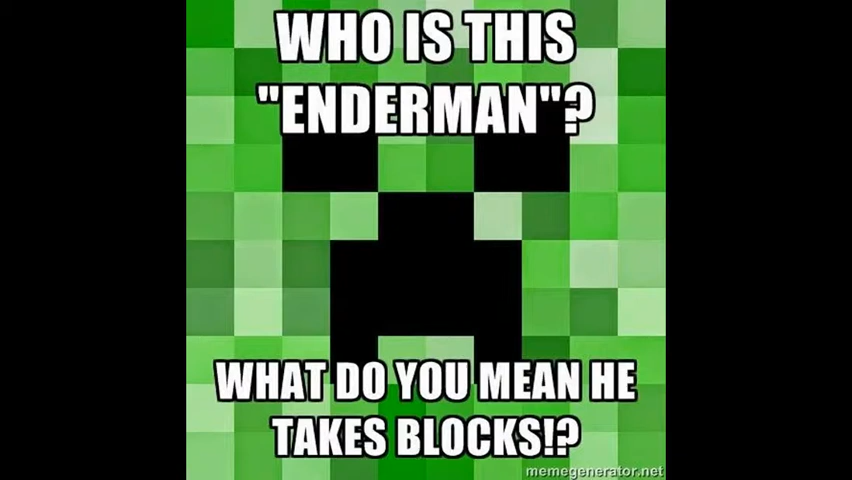 WHO IS THIS
"ENDERMAN"?
WHAT DO YOU MEAN HE
TAKES BLOCKS!?
memegenerator.net